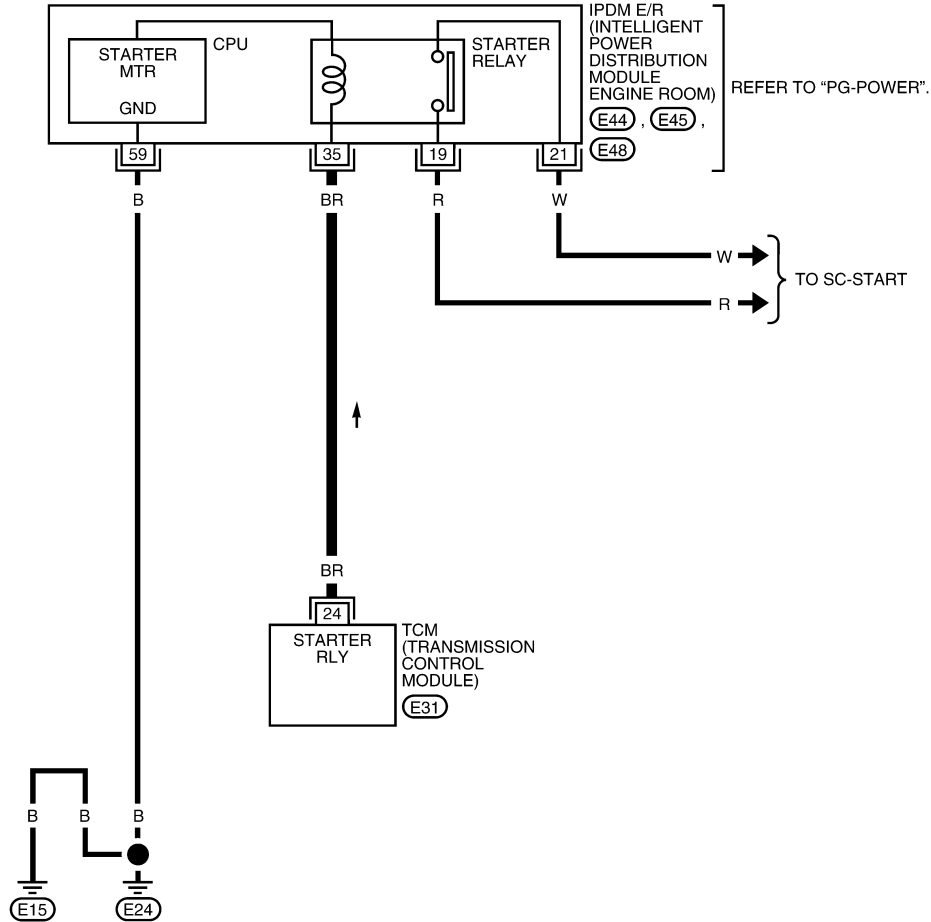 IPDM E/R
(INTELLIGENT
POWER
DISTRIBUTION
MODULE
ENGINE ROOM)
E44 , E45 ,
E48
REFER TO “PG-POWER”.
CPU
STARTER
MTR
GND
STARTER
RELAY
59
35
19
21
B
BR
R
W
W
R
TO SC-START
BR
24
STARTER
RLY
TCM
(TRANSMISSION
CONTROL
MODULE)
E31
B
B
B
E15
E24